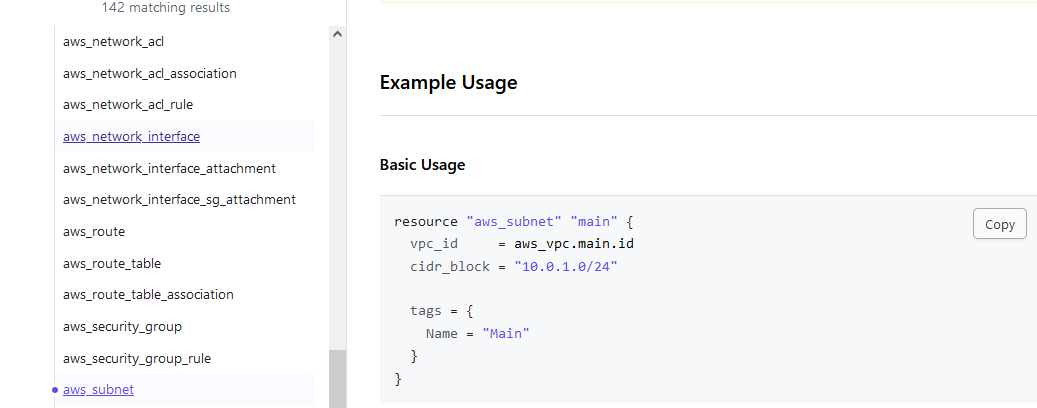 142 matching results
aws_network_acl
aws_network_acl_association
aws_network_acl_rule
aws_network_interface
aws_network_interface_attachment
aws_network_interface_sg_attachment
aws_route
aws_route_table
aws_route_table_association
aws_security_group
aws_security_group_rule
aws_subnet
Example Usage
Basic Usage
Copy
resource "aws_subnet" "main" {
  vpc_id     = aws_vpc.main.id
  cidr_block = "10.0.1.0/24"

  tags = {
    Name = "Main"
  }
}